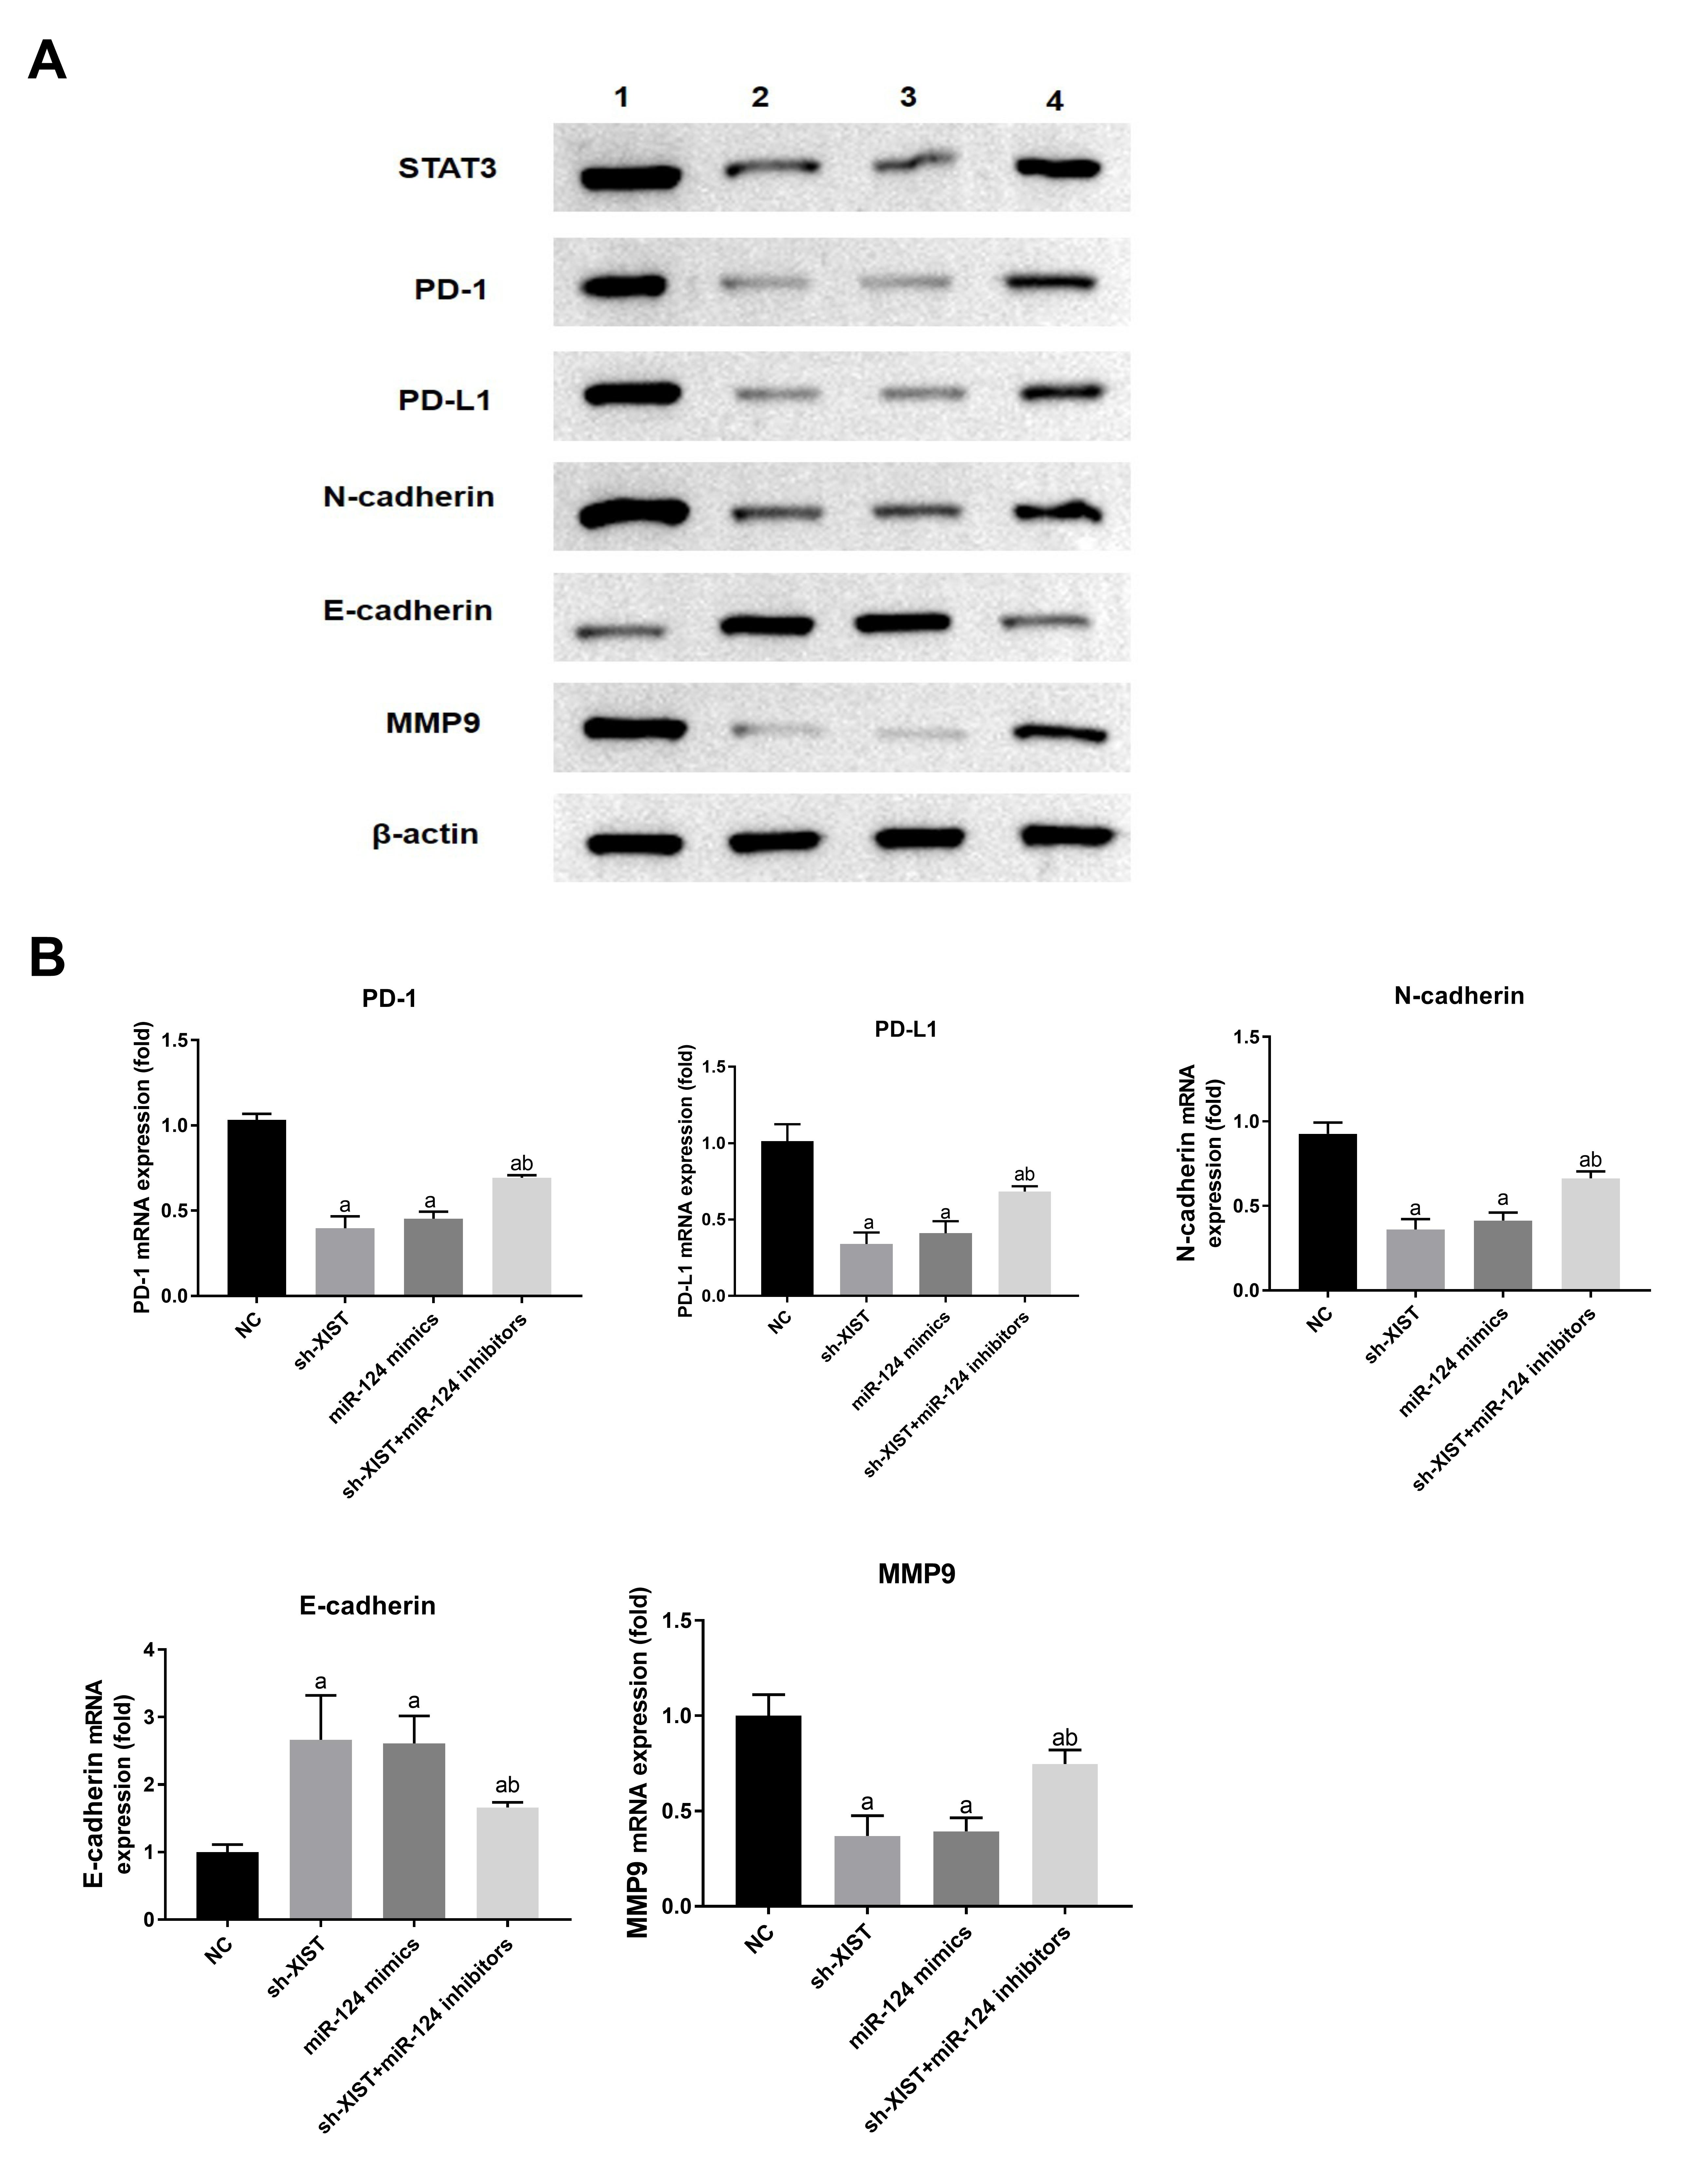 A
1 2 3 4
STAT3
PD-1
PD-L1
N-cadherin
E-cadherin
MMP9
β-actin
B
PD-1
PD-1 mRNA expression (fold)
1.5
1.0
0.5
0.0
a
a
ab
NC
sh-XIST
miR-124 mimics
sh-XIST+miR-124 inhibitors
PD-L1
PD-L1 mRNA expression (fold)
1.5
1.0
0.5
0.0
a
a
ab
NC
sh-XIST
miR-124 mimics
sh-XIST+miR-124 inhibitors
N-cadherin
N-cadherin mRNA
expression (fold)
1.5
1.0
0.5
0.0
a
a
ab
NC
sh-XIST
miR-124 mimics
sh-XIST+miR-124 inhibitors
E-cadherin
E-cadherin mRNA
expression (fold)
4
3
2
1
0
a
a
ab
NC
sh-XIST
miR-124 mimics
sh-XIST+miR-124 inhibitors
MMP9
MMP9 mRNA expression (fold)
1.5
1.0
0.5
0.0
a
a
ab
NC
sh-XIST
miR-124 mimics
sh-XIST+miR-124 inhibitors